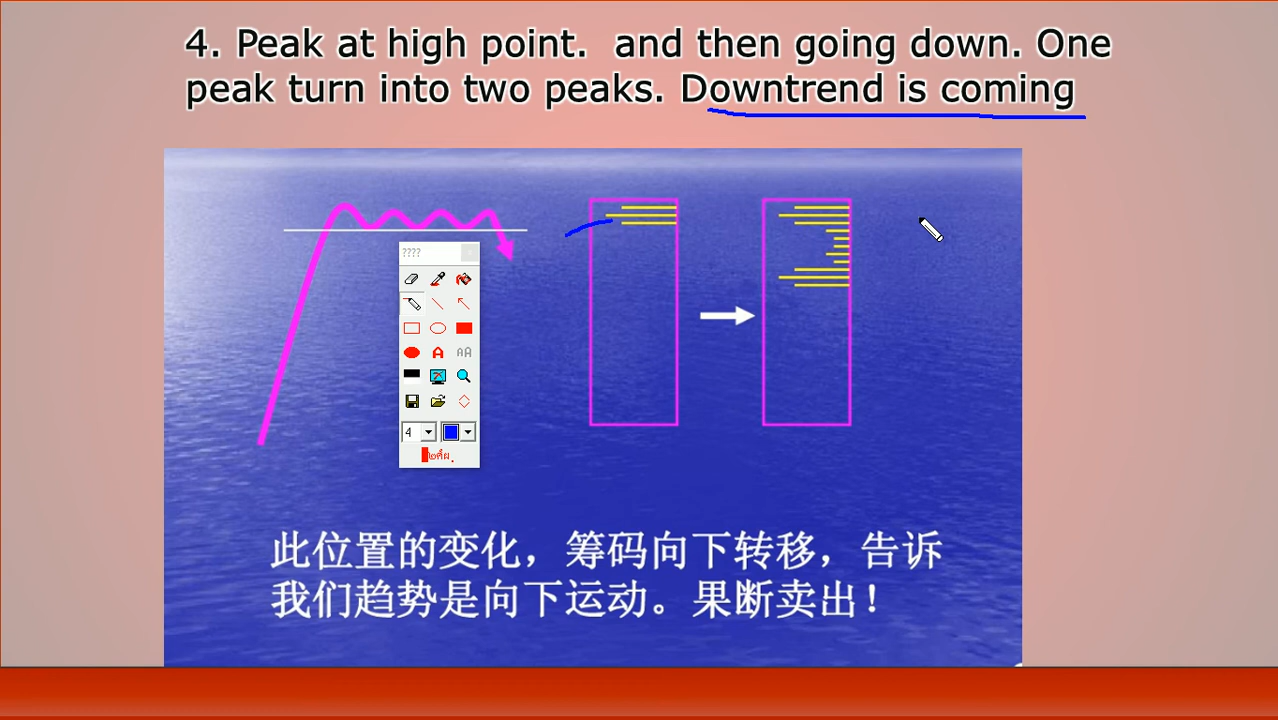 4. Peak at high point. and then going down. One
peak turn into two peaks. Downtrend is coming
????
A
AA
4
此位置的变化，筹码向下转移，告诉
我们趋势是向下运动。果断卖出！